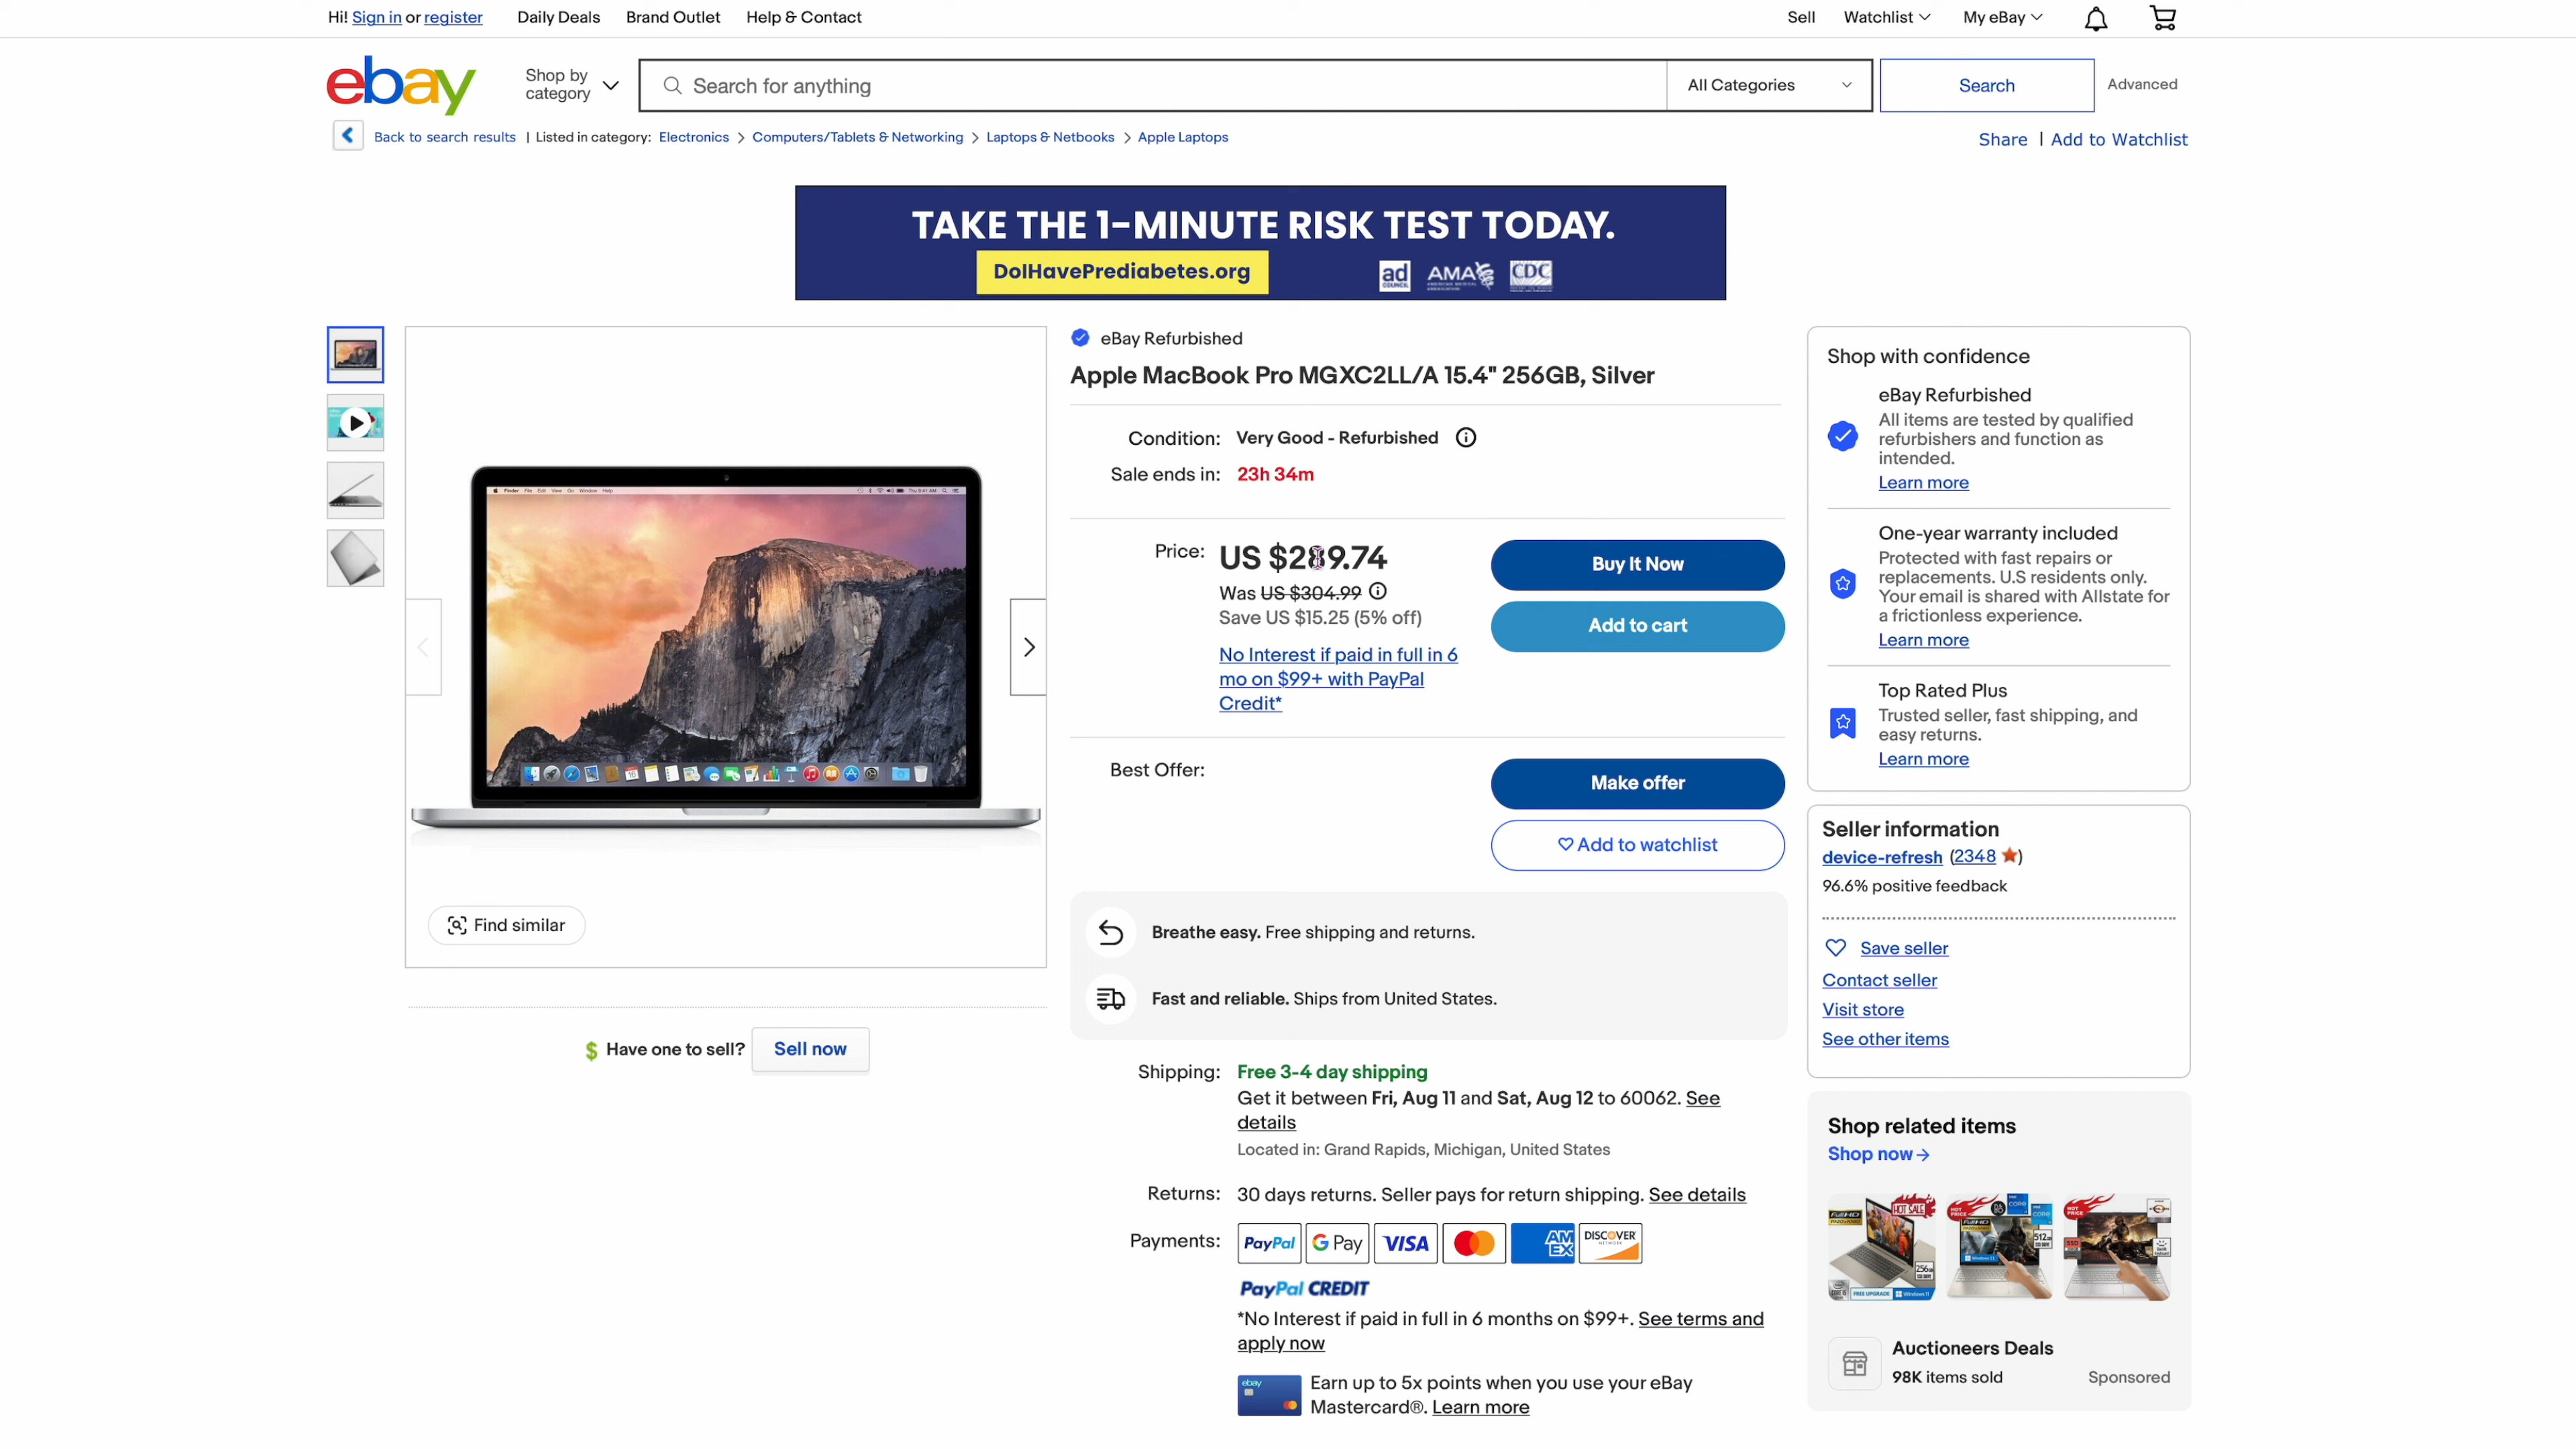 Hi! Sign in or register
Daily Deals
Brand Outlet
Help & Contact
Sell
Watchlist
My eBay
ebay
Shop by
category
Search for anything
All Categories
Search
Advanced
Back to search results | Listed in category: Electronics > Computers/Tablets & Networking > Laptops & Netbooks > Apple Laptops
Share | Add to Watchlist
TAKE THE 1-MINUTE RISK TEST TODAY.
DoIHavePrediabetes.org
ad COUNCIL
AMA
CDC
eBay Refurbished
Apple MacBook Pro MGXC2LL/A 15.4" 256GB, Silver
Condition: Very Good - Refurbished
Sale ends in: 23h 34m
Price: US $289.74
Was US $304.99
Save US $15.25 (5% off)
No Interest if paid in full in 6
mo on $99+ with PayPal
Credit*
Buy It Now
Add to cart
Best Offer:
Make offer
Add to watchlist
Breathe easy. Free shipping and returns.
Fast and reliable. Ships from United States.
Find similar
$ Have one to sell? Sell now
Shipping: Free 3-4 day shipping
Get it between Fri, Aug 11 and Sat, Aug 12 to 60062. See
details
Located in: Grand Rapids, Michigan, United States
Returns: 30 days returns. Seller pays for return shipping. See details
Payments: PayPal G Pay VISA AM EX DISCOVER
PayPal CREDIT
*No Interest if paid in full in 6 months on $99+. See terms and
apply now
ebay
Earn up to 5x points when you use your eBay
Mastercard®. Learn more
Shop with confidence
eBay Refurbished
All items are tested by qualified
refurbishers and function as
intended.
Learn more
One-year warranty included
Protected with fast repairs or
replacements. U.S residents only.
Your email is shared with Allstate for
a frictionless experience.
Learn more
Top Rated Plus
Trusted seller, fast shipping, and
easy returns.
Learn more
Seller information
device-refresh (2348)
96.6% positive feedback
Save seller
Contact seller
Visit store
See other items
Shop related items
Shop now
HOT SALE
FREE UPGRADE
Auctioneers Deals
98K items sold
Sponsored